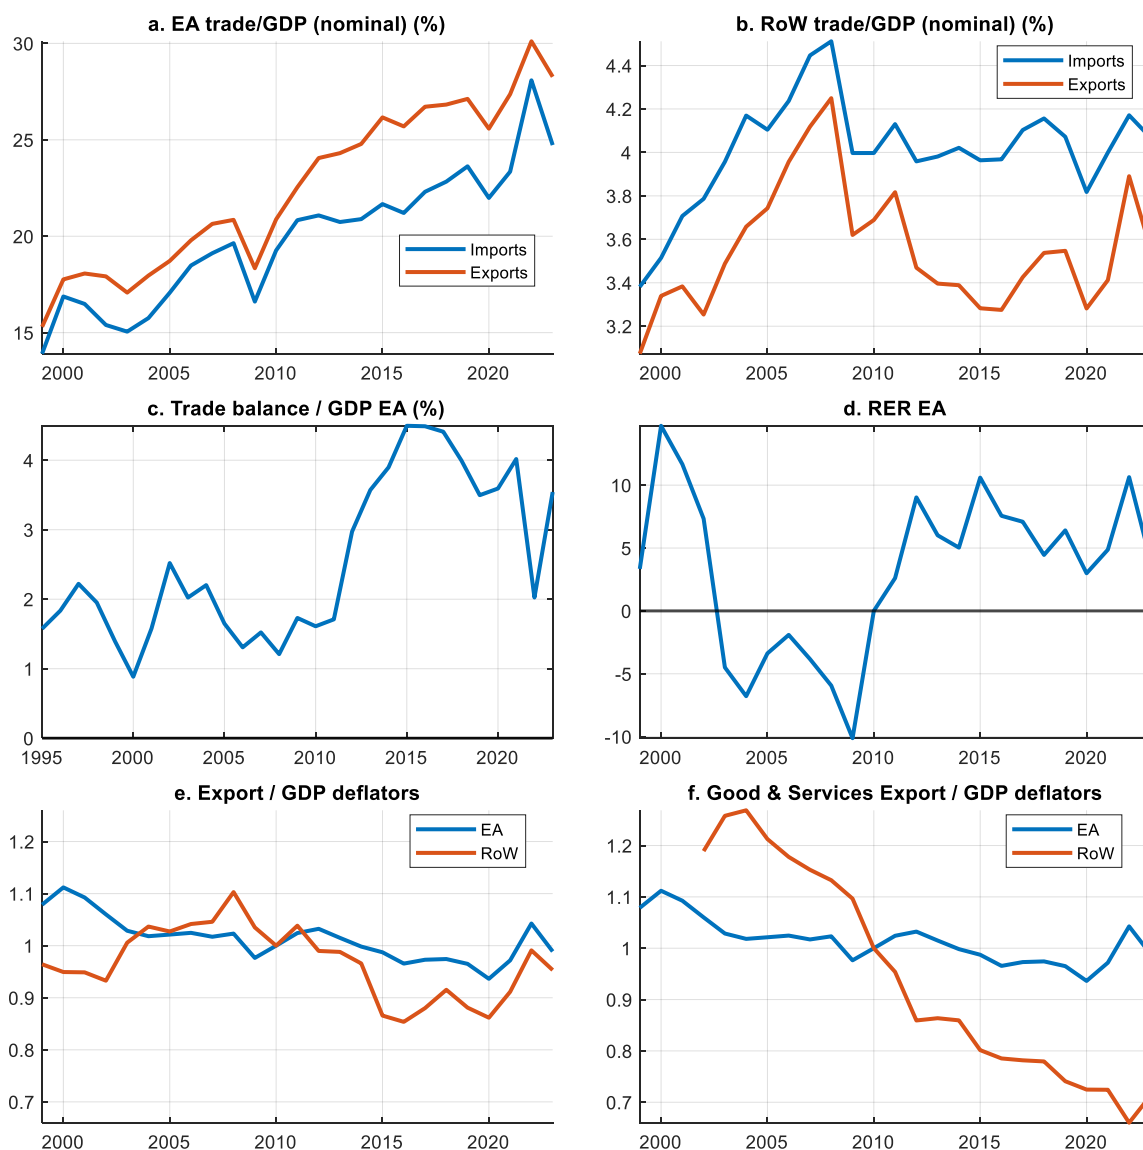 a. EA trade/GDP (nominal) (%)
30
25
20
15
Imports
Exports
2000 2005 2010 2015 2020
b. RoW trade/GDP (nominal) (%)
4.4
4.2
4
3.8
3.6
3.4
3.2
Imports
Exports
2000 2005 2010 2015 2020
c. Trade balance / GDP EA (%)
4
3
2
1
0
1995 2000 2005 2010 2015 2020
d. RER EA
10
5
0
-5
-10
2000 2005 2010 2015 2020
e. Export / GDP deflators
1.2
1.1
1
0.9
0.8
0.7
EA
RoW
2000 2005 2010 2015 2020
f. Good & Services Export / GDP deflators
1.2
1.1
1
0.9
0.8
0.7
EA
RoW
2000 2005 2010 2015 2020